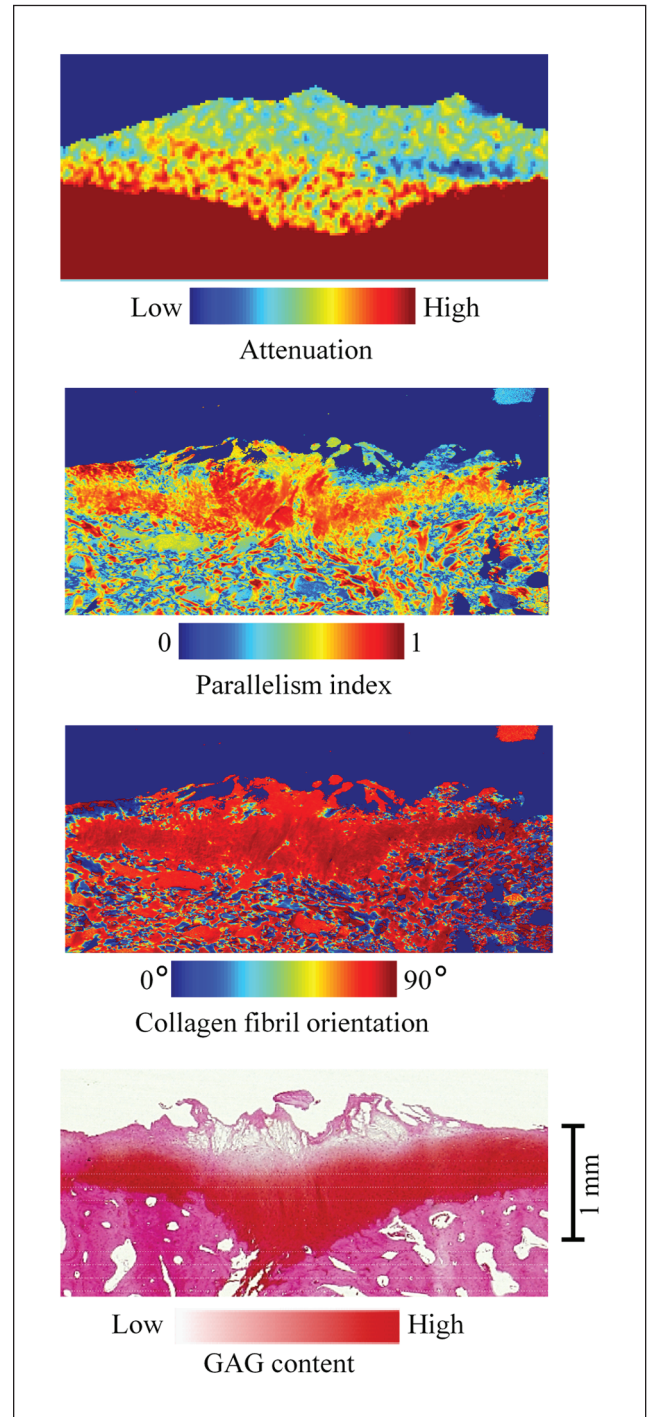 Low High
Attenuation
0 1
Parallelism index
0° 90°
Collagen fibril orientation
1 mm
Low High
GAG content